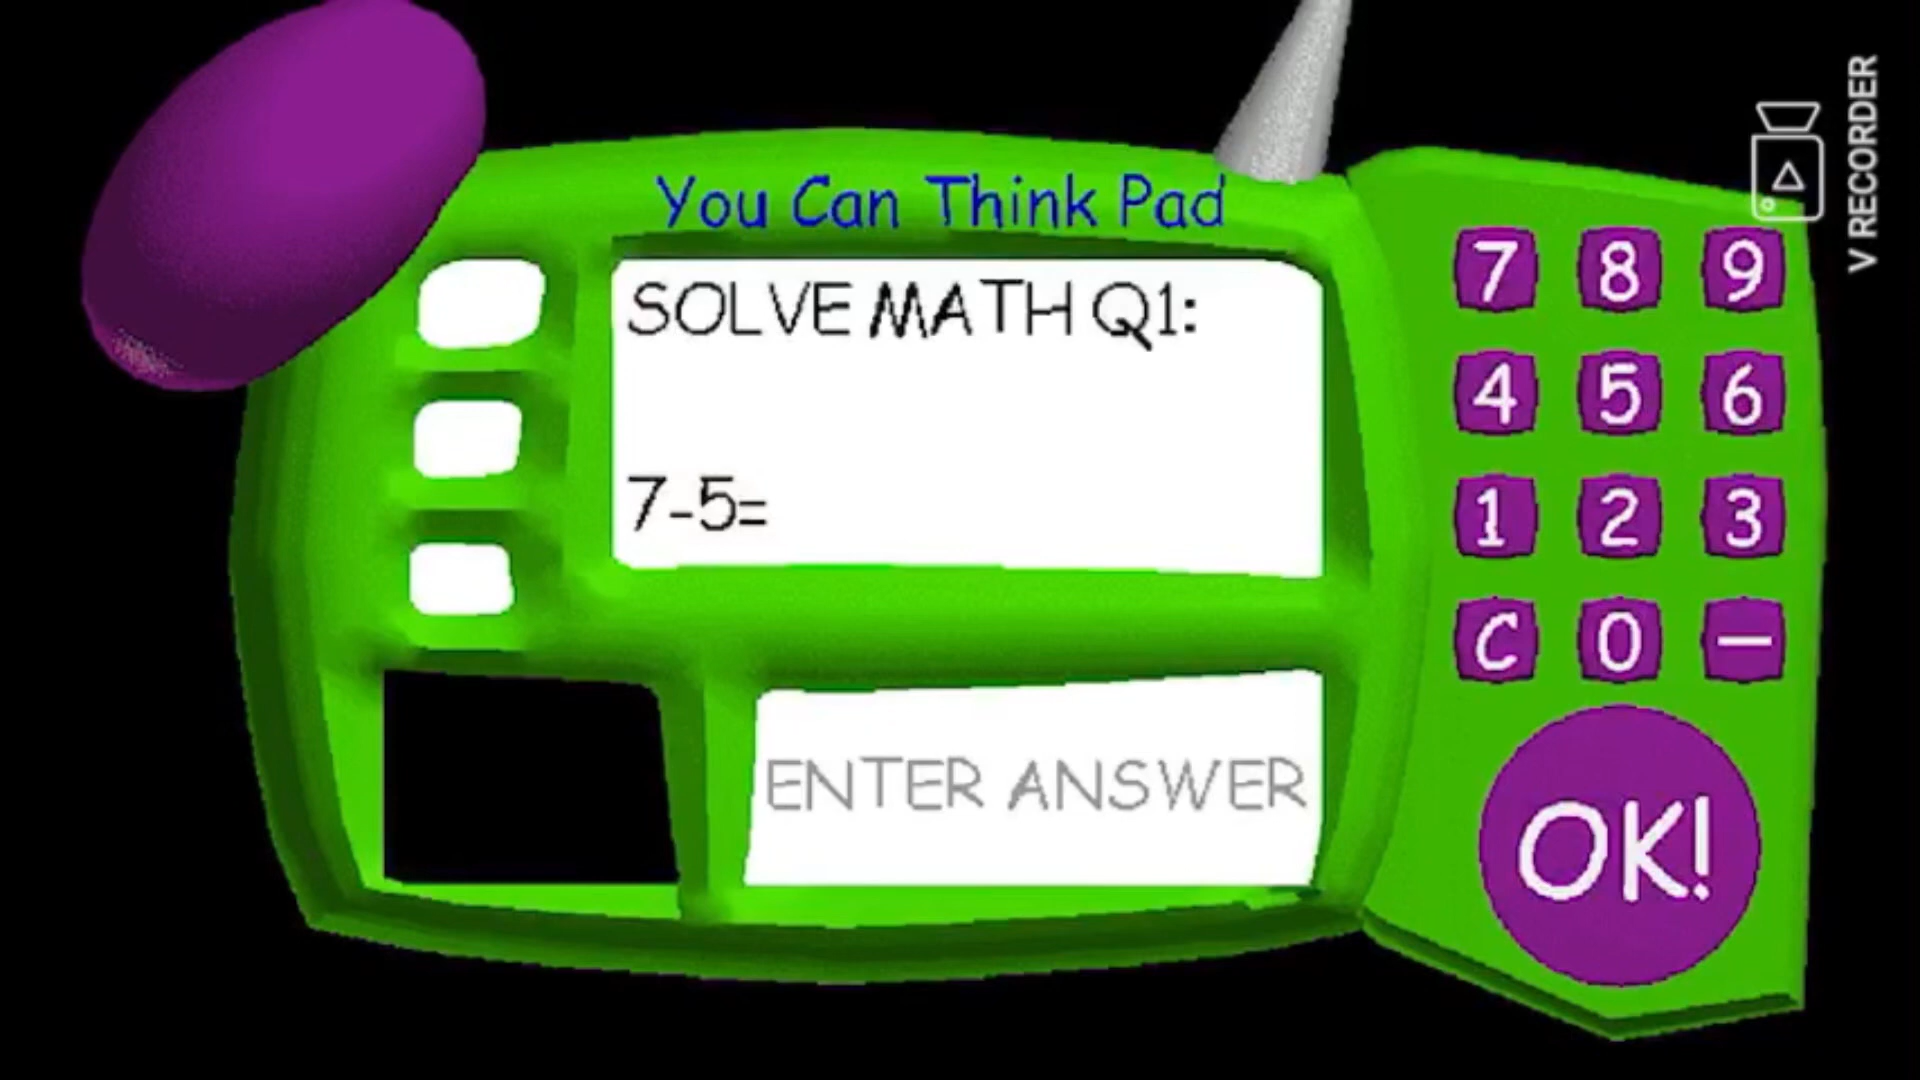 You Can Think Pad
SOLVE MATH Q1:
7-5=
ENTER ANSWER
7 8 9
4 5 6
1 2 3
C 0 —
OK!
V RECORDER